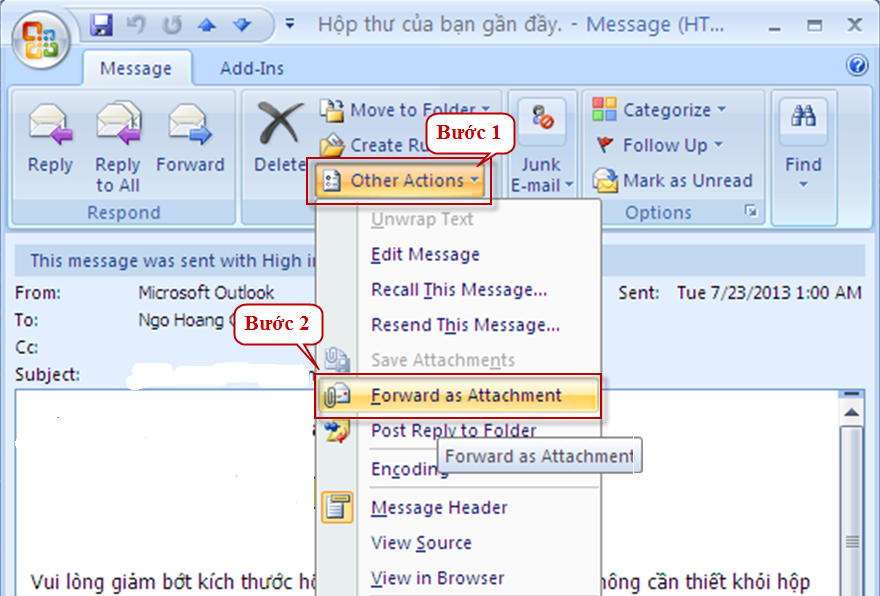 Hộp thư của bạn gần đầy. - Message (HT...
Message Add-Ins
Move to Folder
Create
Bước 1
Other Actions
Reply
Reply to All
Forward
Delete
Junk E-mail
Categorize
Follow Up
Mark as Unread
Find
Respond
Options
Unwrap Text
Edit Message
Recall This Message...
Resend This Message...
Save Attachments
Forward as Attachment
Post Reply to Folder
Forward as Attachment
Encoding
Message Header
View Source
View in Browser
This message was sent with High
From: Microsoft Outlook
Sent: Tue 7/23/2013 1:00 AM
To: Ngo Hoang
Bước 2
Cc:
Subject:
Vui lòng giảm bớt kích thước cần thiết khỏi hộp